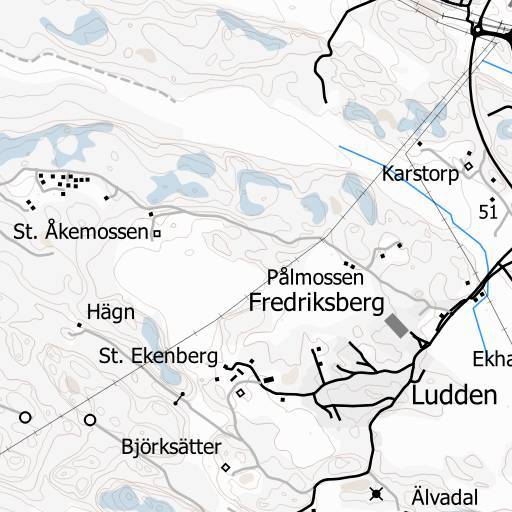 Karstorp
51
St. Åkemossen
Pålmossen
Fredriksberg
Hägn
St. Ekenberg
Ekha
Ludden
Björksätter
Älvadal